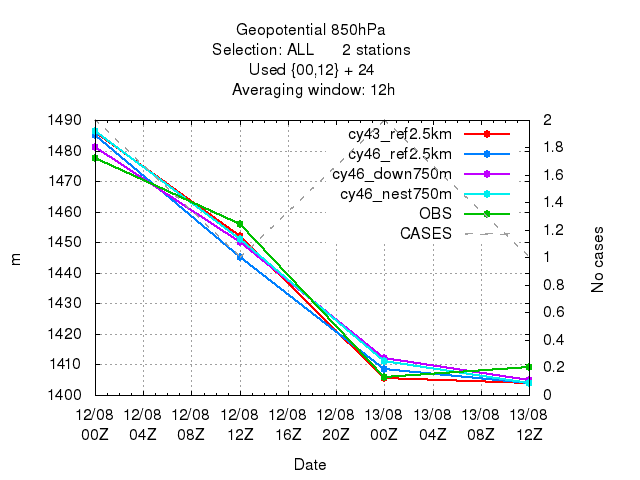 Geopotential 850hPa
Selection: ALL 2 stations
Used {00,12} + 24
Averaging window: 12h
1490
1480
1470
1460
1450
1440
1430
1420
1410
1400
m
2
1.8
1.6
1.4
1.2
1
0.8
0.6
0.4
0.2
0
No cases
cy43_ref2.5km
cy46_ref2.5km
cy46_down750m
cy46_nest750m
OBS
CASES
12/08 12/08 12/08 12/08 12/08 12/08 13/08 13/08 13/08 13/08
00Z 04Z 08Z 12Z 16Z 20Z 00Z 04Z 08Z 12Z
Date